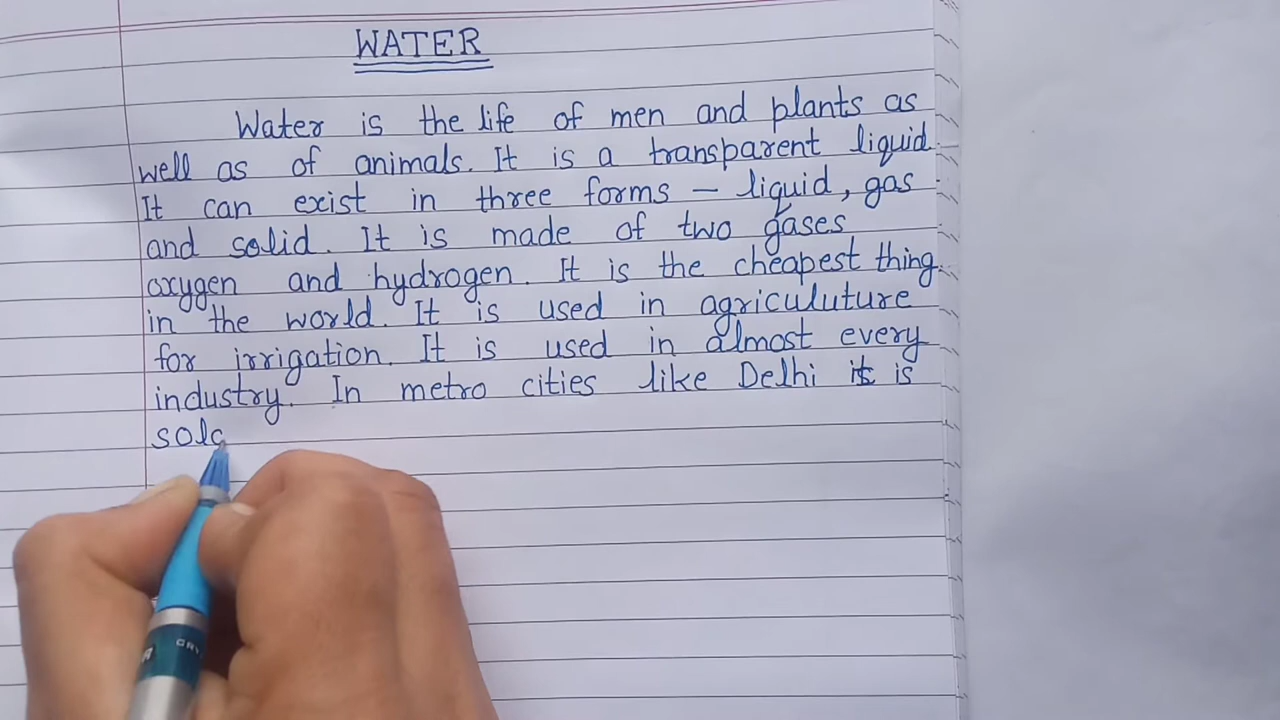 WATER
Water is the life of men and plants as
well as of animals. It is a transparent liquid.
It can exist in three forms – liquid, gas
and solid. It is made of two gases
oxygen and hydrogen. It is the cheapest thing
in the world. It is used in agriculuture
for irrigation. It is used in almost every
industry. In metro cities like Delhi it is